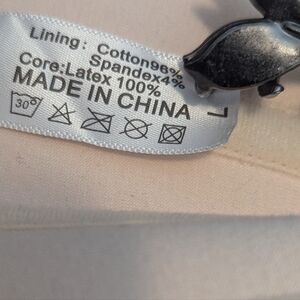 Lining: Cotton96%
Spandex4%
Core:Latex 100%
MADE IN CHINA
30°
L